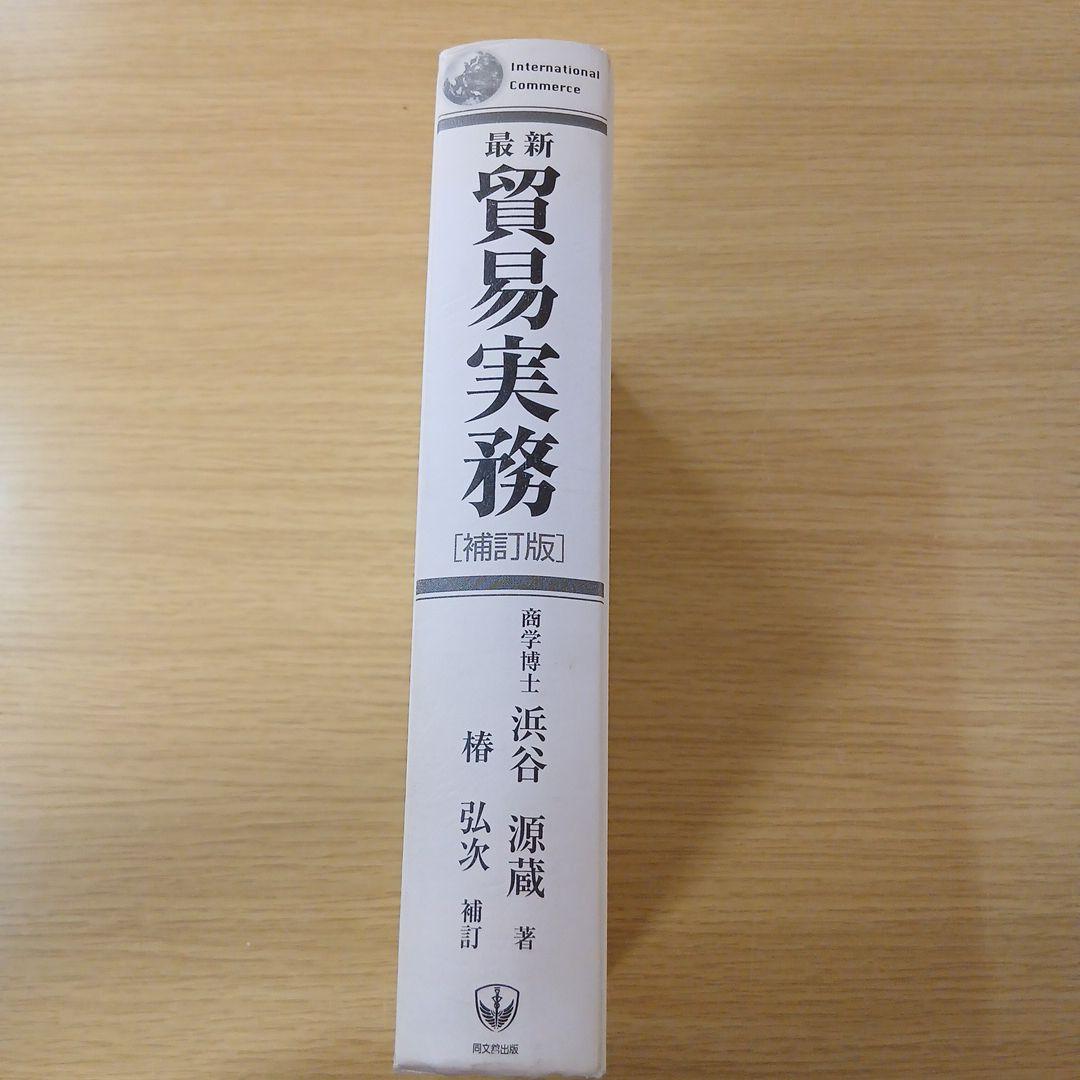 International
Commerce
最新
貿易実務
[補訂版]
商学博士 浜谷 源蔵 著
椿 弘次 補訂
同文舘出版